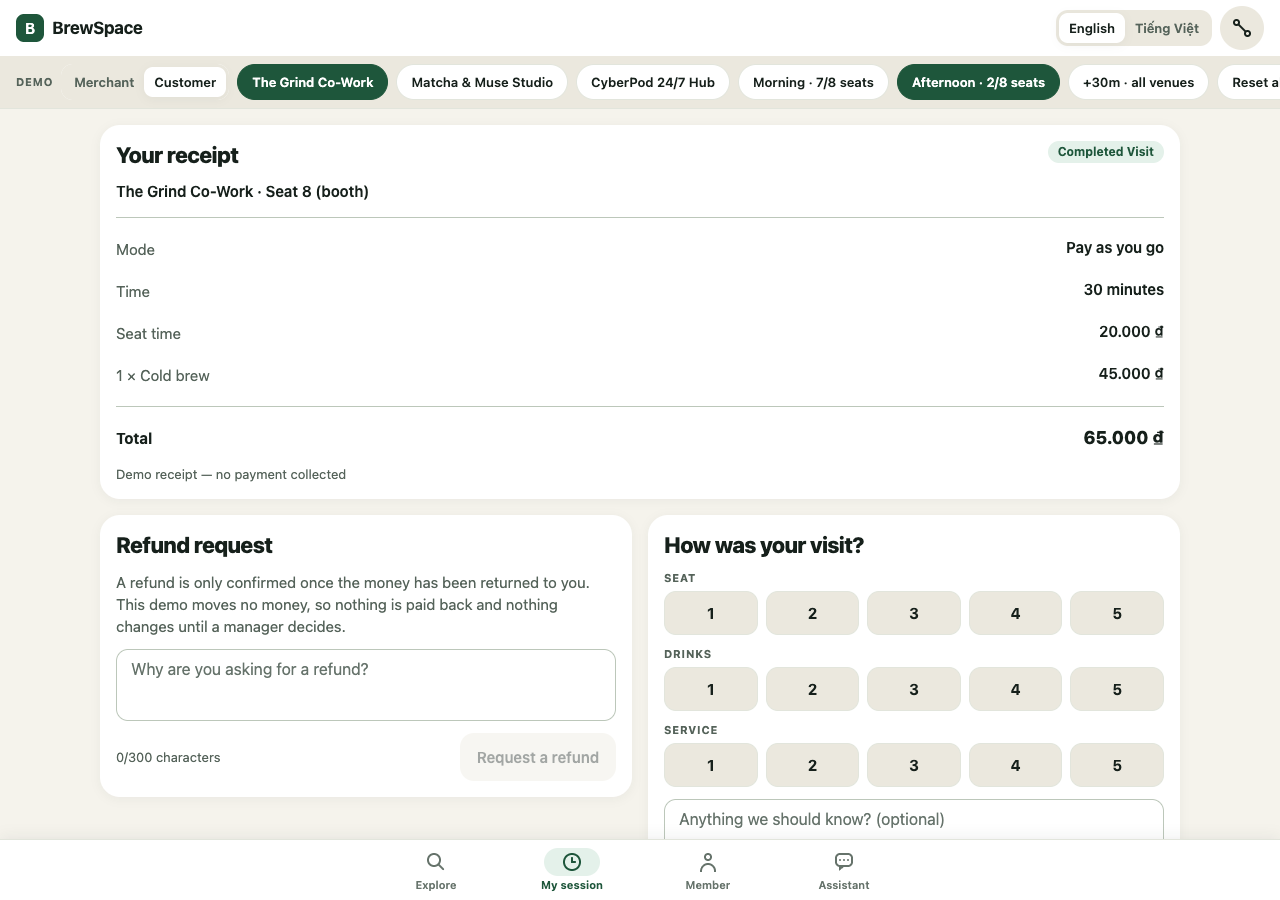 B BrewSpace
English Tiếng Việt
DEMO Merchant Customer The Grind Co-Work Matcha & Muse Studio CyberPod 24/7 Hub Morning · 7/8 seats Afternoon · 2/8 seats +30m · all venues Reset a
Your receipt
Completed Visit
The Grind Co-Work · Seat 8 (booth)
Mode Pay as you go
Time 30 minutes
Seat time 20.000 ₫
1 × Cold brew 45.000 ₫
Total 65.000 ₫
Demo receipt — no payment collected
Refund request
A refund is only confirmed once the money has been returned to you.
This demo moves no money, so nothing is paid back and nothing
changes until a manager decides.
Why are you asking for a refund?
0/300 characters
Request a refund
How was your visit?
SEAT
1 2 3 4 5
DRINKS
1 2 3 4 5
SERVICE
1 2 3 4 5
Anything we should know? (optional)
Explore My session Member Assistant